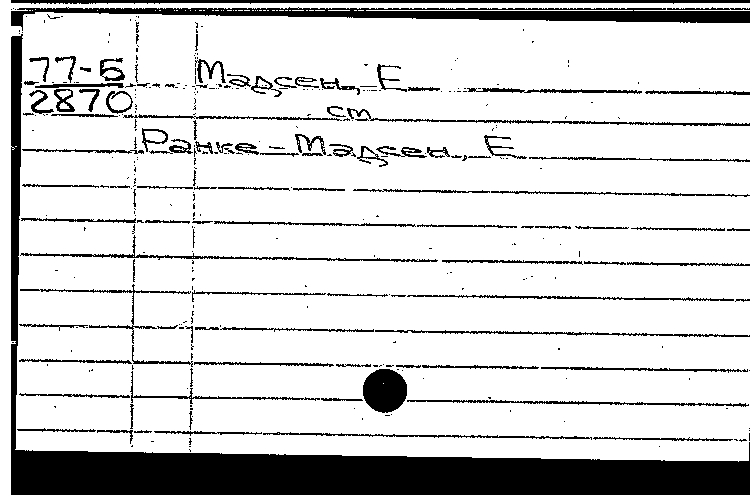 77-5 Мадсен, Е
2870 см
Ранке-Мадсен, Е